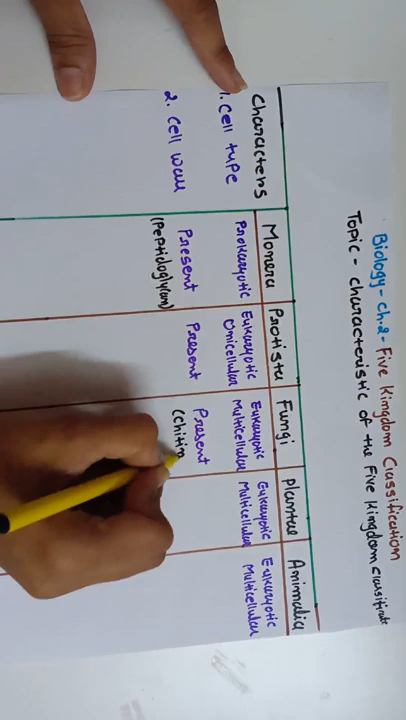 Biology - ch.2 - Five Kingdom Classification
Topic - characteristic of the Five Kingdom
Characters Monera Protista Fungi Plantae Animalia
1. Cell type Prokaryotic Eukaryotic Eukaryotic Eukaryotic Eukaryotic
Unicellular Multicellular Multicellular Multicellular
2. Cell wall Present Present Present
(Peptidoglycan) (chitin